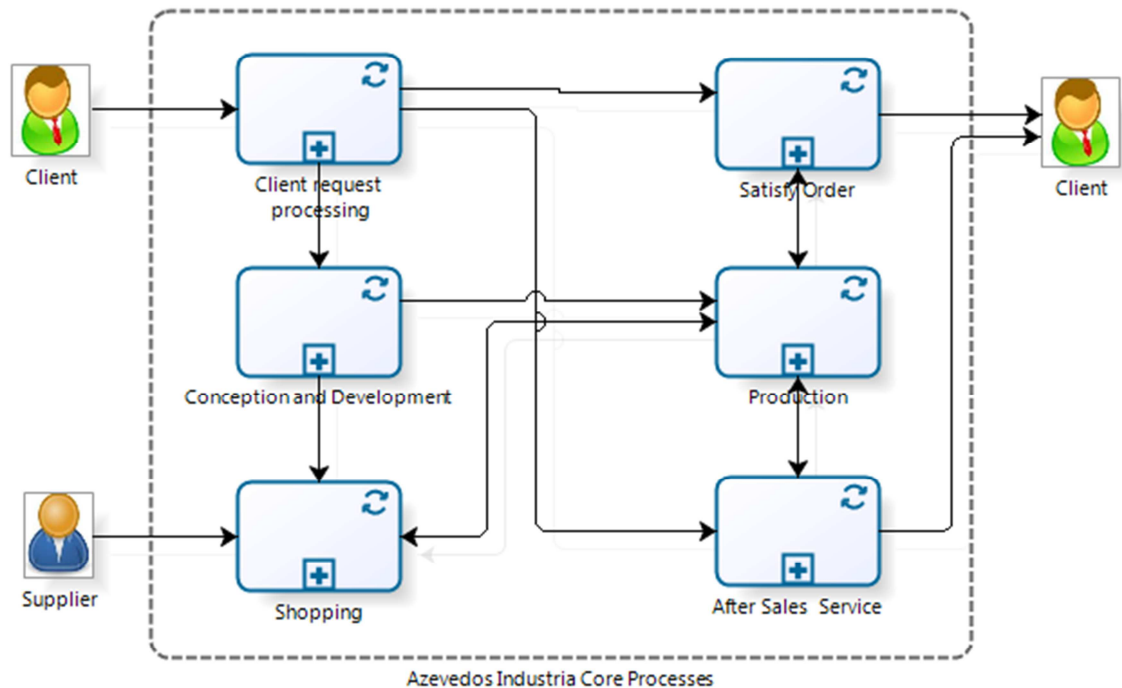 Client
Client request
processing
Satisfy Order
Client
Conception and Development
Production
Supplier
Shopping
After Sales Service
Azevedos Industria Core Processes